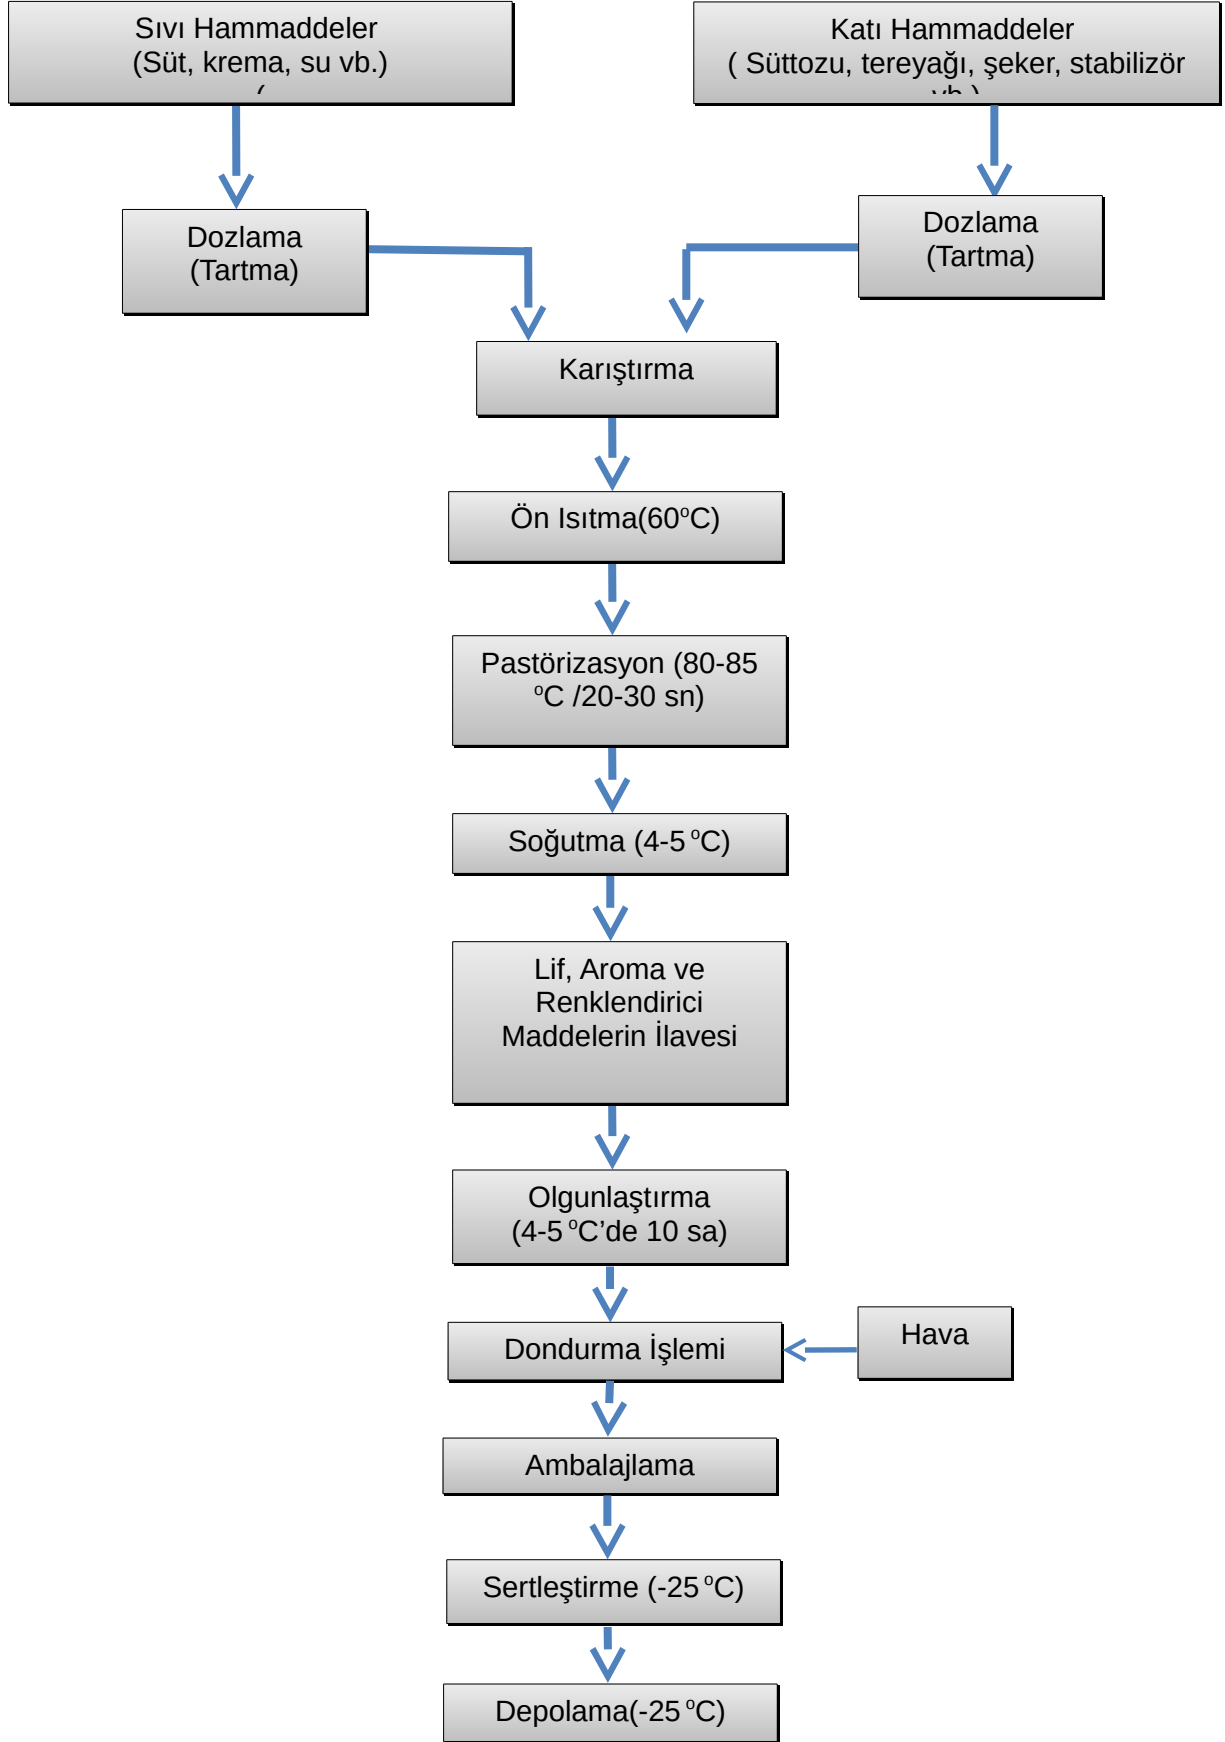 Sıvı Hammaddeler
(Süt, krema, su vb.)
(
Katı Hammaddeler
( Süttozu, tereyağı, şeker, stabilizör
vb.)
Dozlama
(Tartma)
Dozlama
(Tartma)
Karıştırma
Ön Isıtma(60°C)
Pastörizasyon (80-85
°C /20-30 sn)
Soğutma (4-5 °C)
Lif, Aroma ve
Renklendirici
Maddelerin İlavesi
Olgunlaştırma
(4-5 °C’de 10 sa)
Dondurma İşlemi
Hava
Ambalajlama
Sertleştirme (-25 °C)
Depolama(-25 °C)